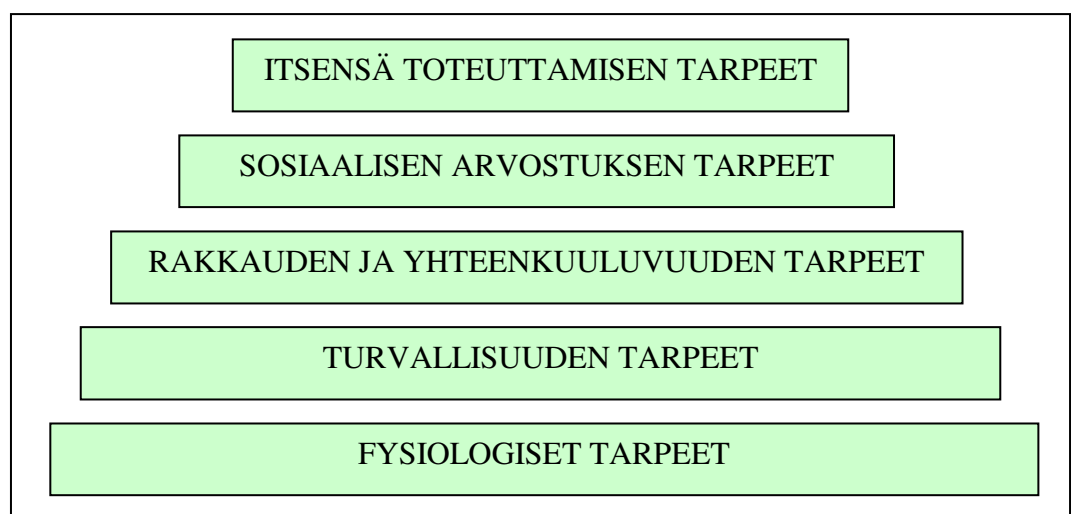 ITSENSÄ TOTEUTTAMISEN TARPEET
SOSIAALISEN ARVOSTUKSEN TARPEET
RAKKAUDEN JA YHTEENKUULUVUUDEN TARPEET
TURVALLISUUDEN TARPEET
FYSIOLOGISET TARPEET